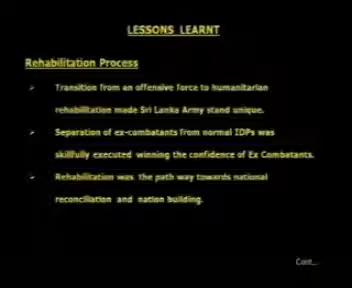 LESSONS LEARNT
Rehabilitation Process
Transition from an offensive force to humanitarian
rehabilitation made Sri Lanka Army stand unique.
Separation of ex-combatants from normal IDPs was
skillfully executed winning the confidence of Ex Combatants.
Rehabilitation was the path way towards national
reconciliation and nation building.
Cont...